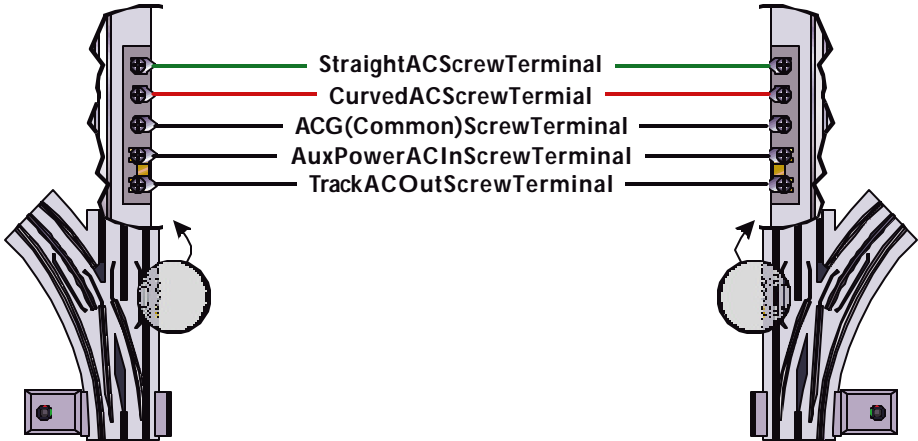 StraightACScrewTerminal
CurvedACScrewTermial
ACG(Common)ScrewTerminal
AuxPowerACInScrewTerminal
TrackACOutScrewTerminal